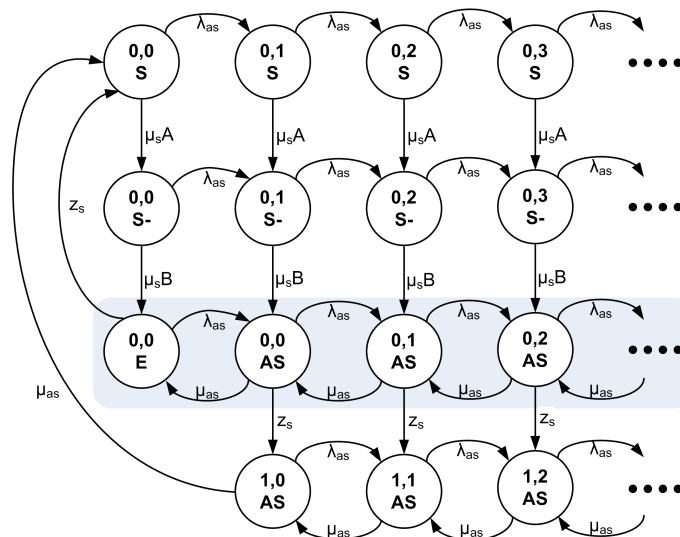 λas λas λas λas
0,0 0,1 0,2 0,3
S S S S
μsA μsA μsA μsA
λas λas λas λas
0,0 0,1 0,2 0,3
S- S- S- S-
zs
μsB μsB μsB μsB
λas λas λas λas
0,0 0,0 0,1 0,2
E AS AS AS
μas μas μas μas
μas
zs zs zs
λas λas λas
1,0 1,1 1,2
AS AS AS
μas μas μas